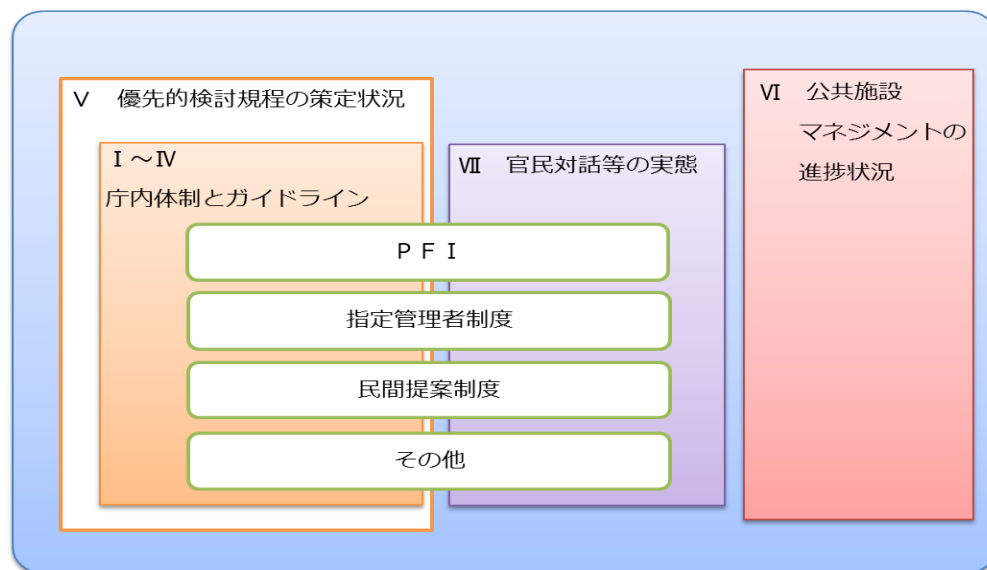 Ⅴ 優先的検討規程の策定状況
Ⅰ～Ⅳ
庁内体制とガイドライン
Ⅶ 官民対話等の実態
Ⅵ 公共施設
マネジメントの
進捗状況
ＰＦＩ
指定管理者制度
民間提案制度
その他